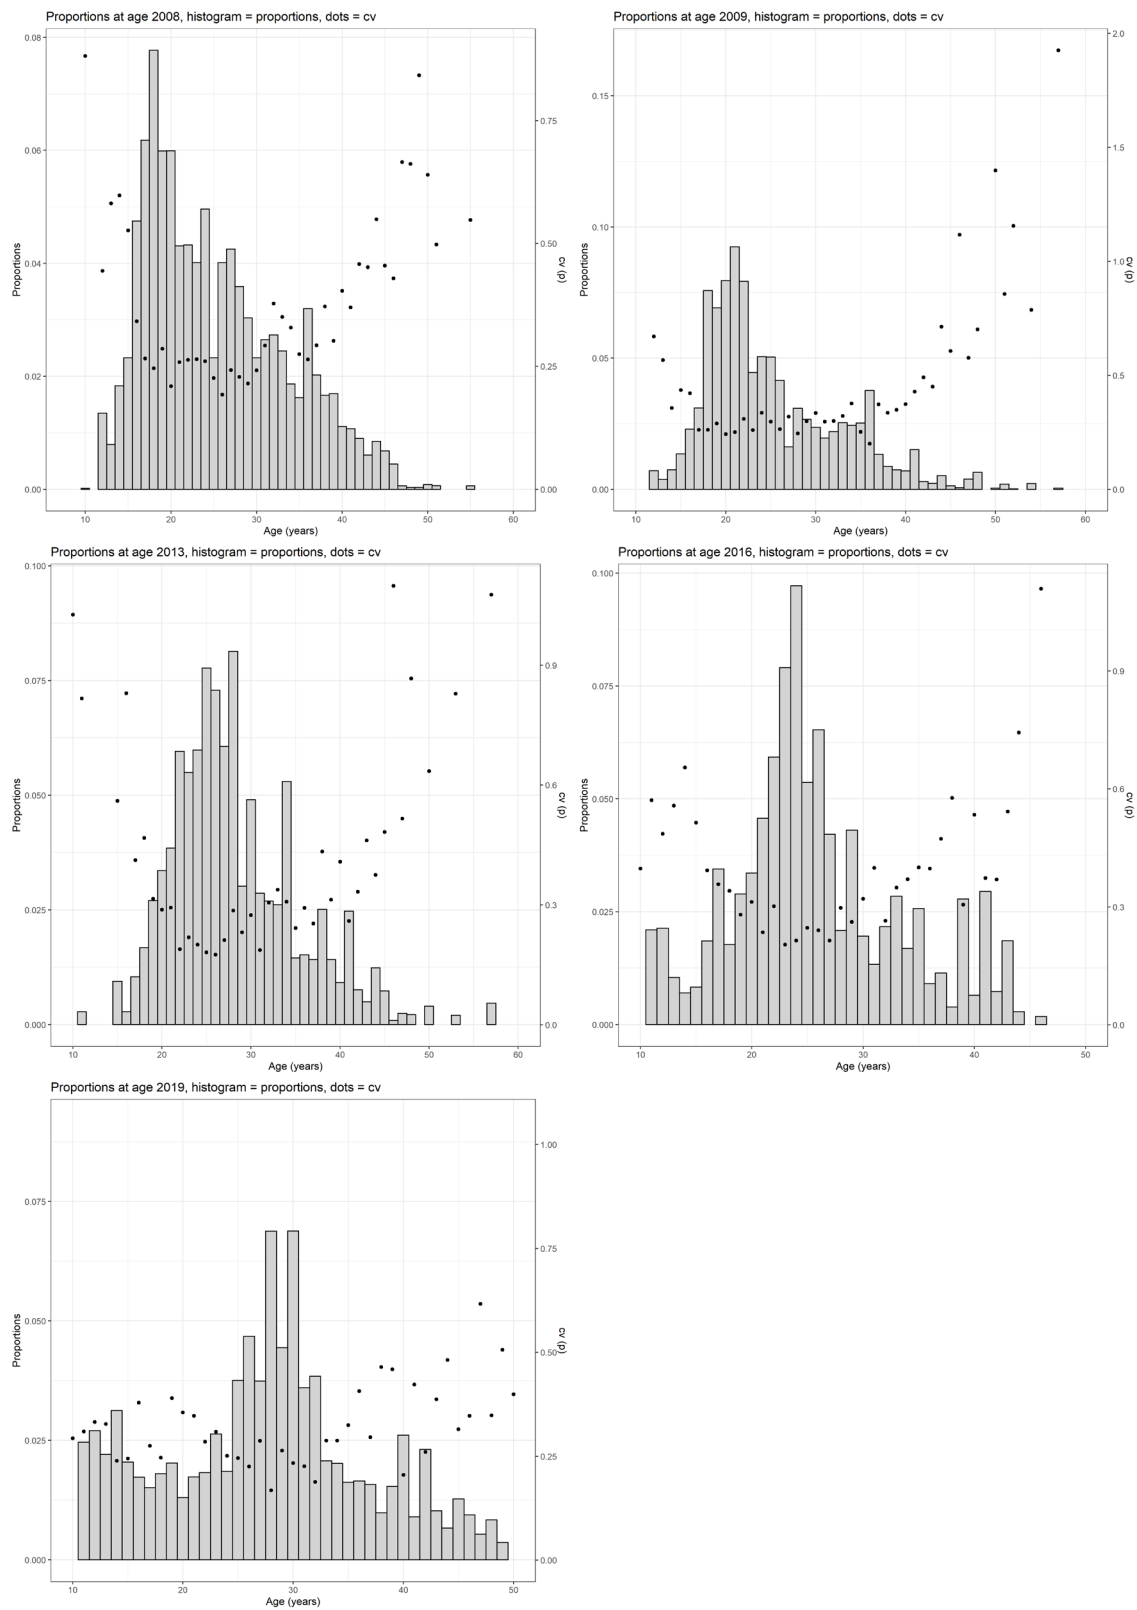 Proportions at age 2008, histogram = proportions, dots = cv
0.08
0.06
0.04
0.02
0.00
Proportions
0.75
0.50
0.25
0.00
cv (p)
10 20 30 40 50 60
Age (years)
Proportions at age 2009, histogram = proportions, dots = cv
0.15
0.10
0.05
0.00
Proportions
2.0
1.5
1.0
0.5
0.0
cv (p)
10 20 30 40 50 60
Age (years)
Proportions at age 2013, histogram = proportions, dots = cv
0.100
0.075
0.050
0.025
0.000
Proportions
0.9
0.6
0.3
0.0
cv (p)
10 20 30 40 50 60
Age (years)
Proportions at age 2016, histogram = proportions, dots = cv
0.100
0.075
0.050
0.025
0.000
Proportions
0.9
0.6
0.3
0.0
cv (p)
10 20 30 40 50
Age (years)
Proportions at age 2019, histogram = proportions, dots = cv
0.075
0.050
0.025
0.000
Proportions
1.00
0.75
0.50
0.25
0.00
cv (p)
10 20 30 40 50
Age (years)